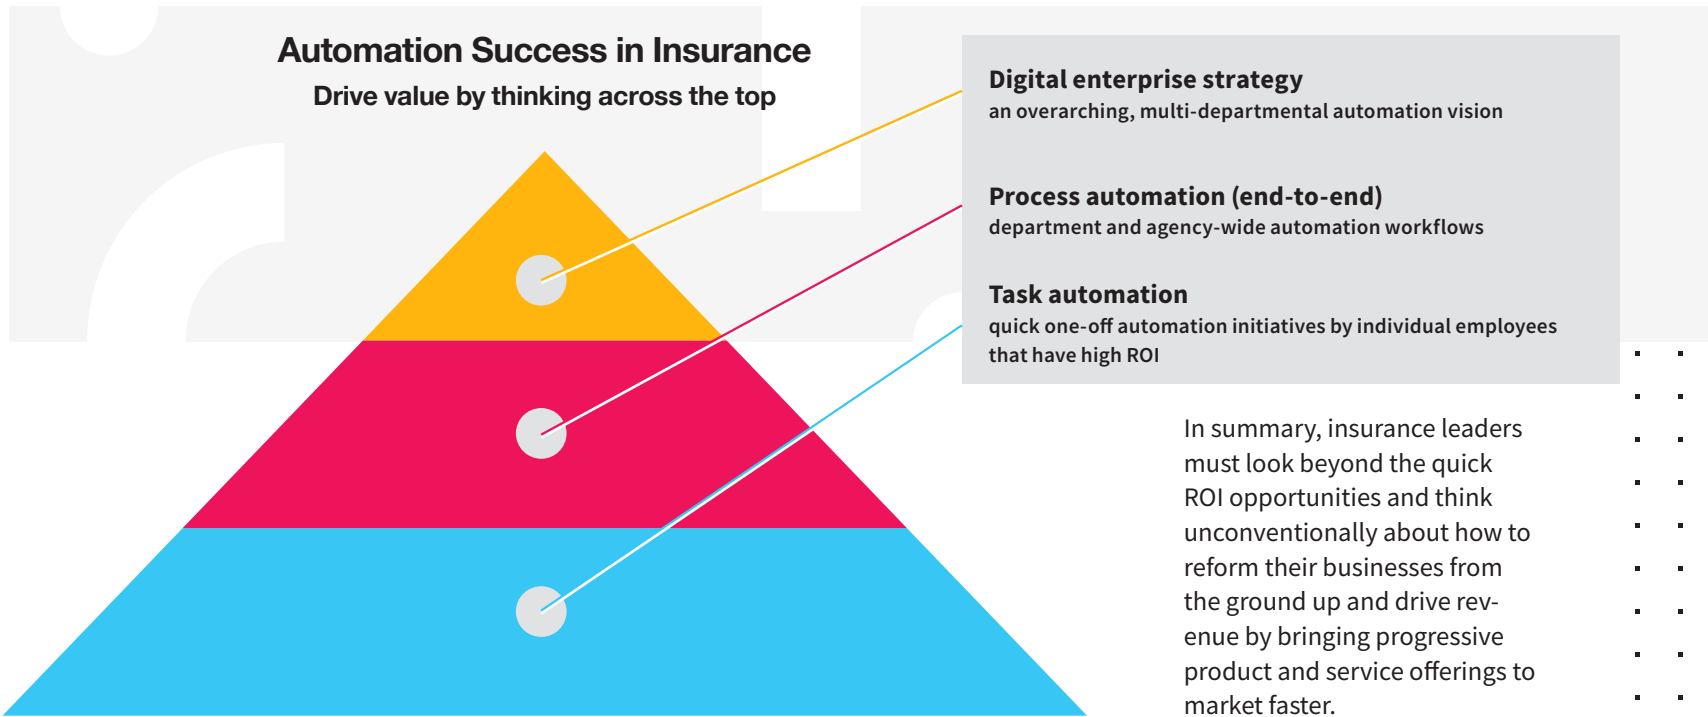 Automation Success in Insurance
Drive value by thinking across the top
Digital enterprise strategy
an overarching, multi-departmental automation vision
Process automation (end-to-end)
department and agency-wide automation workflows
Task automation
quick one-off automation initiatives by individual employees
that have high ROI
In summary, insurance leaders
must look beyond the quick
ROI opportunities and think
unconventionally about how to
reform their businesses from
the ground up and drive rev-
enue by bringing progressive
product and service offerings to
market faster.